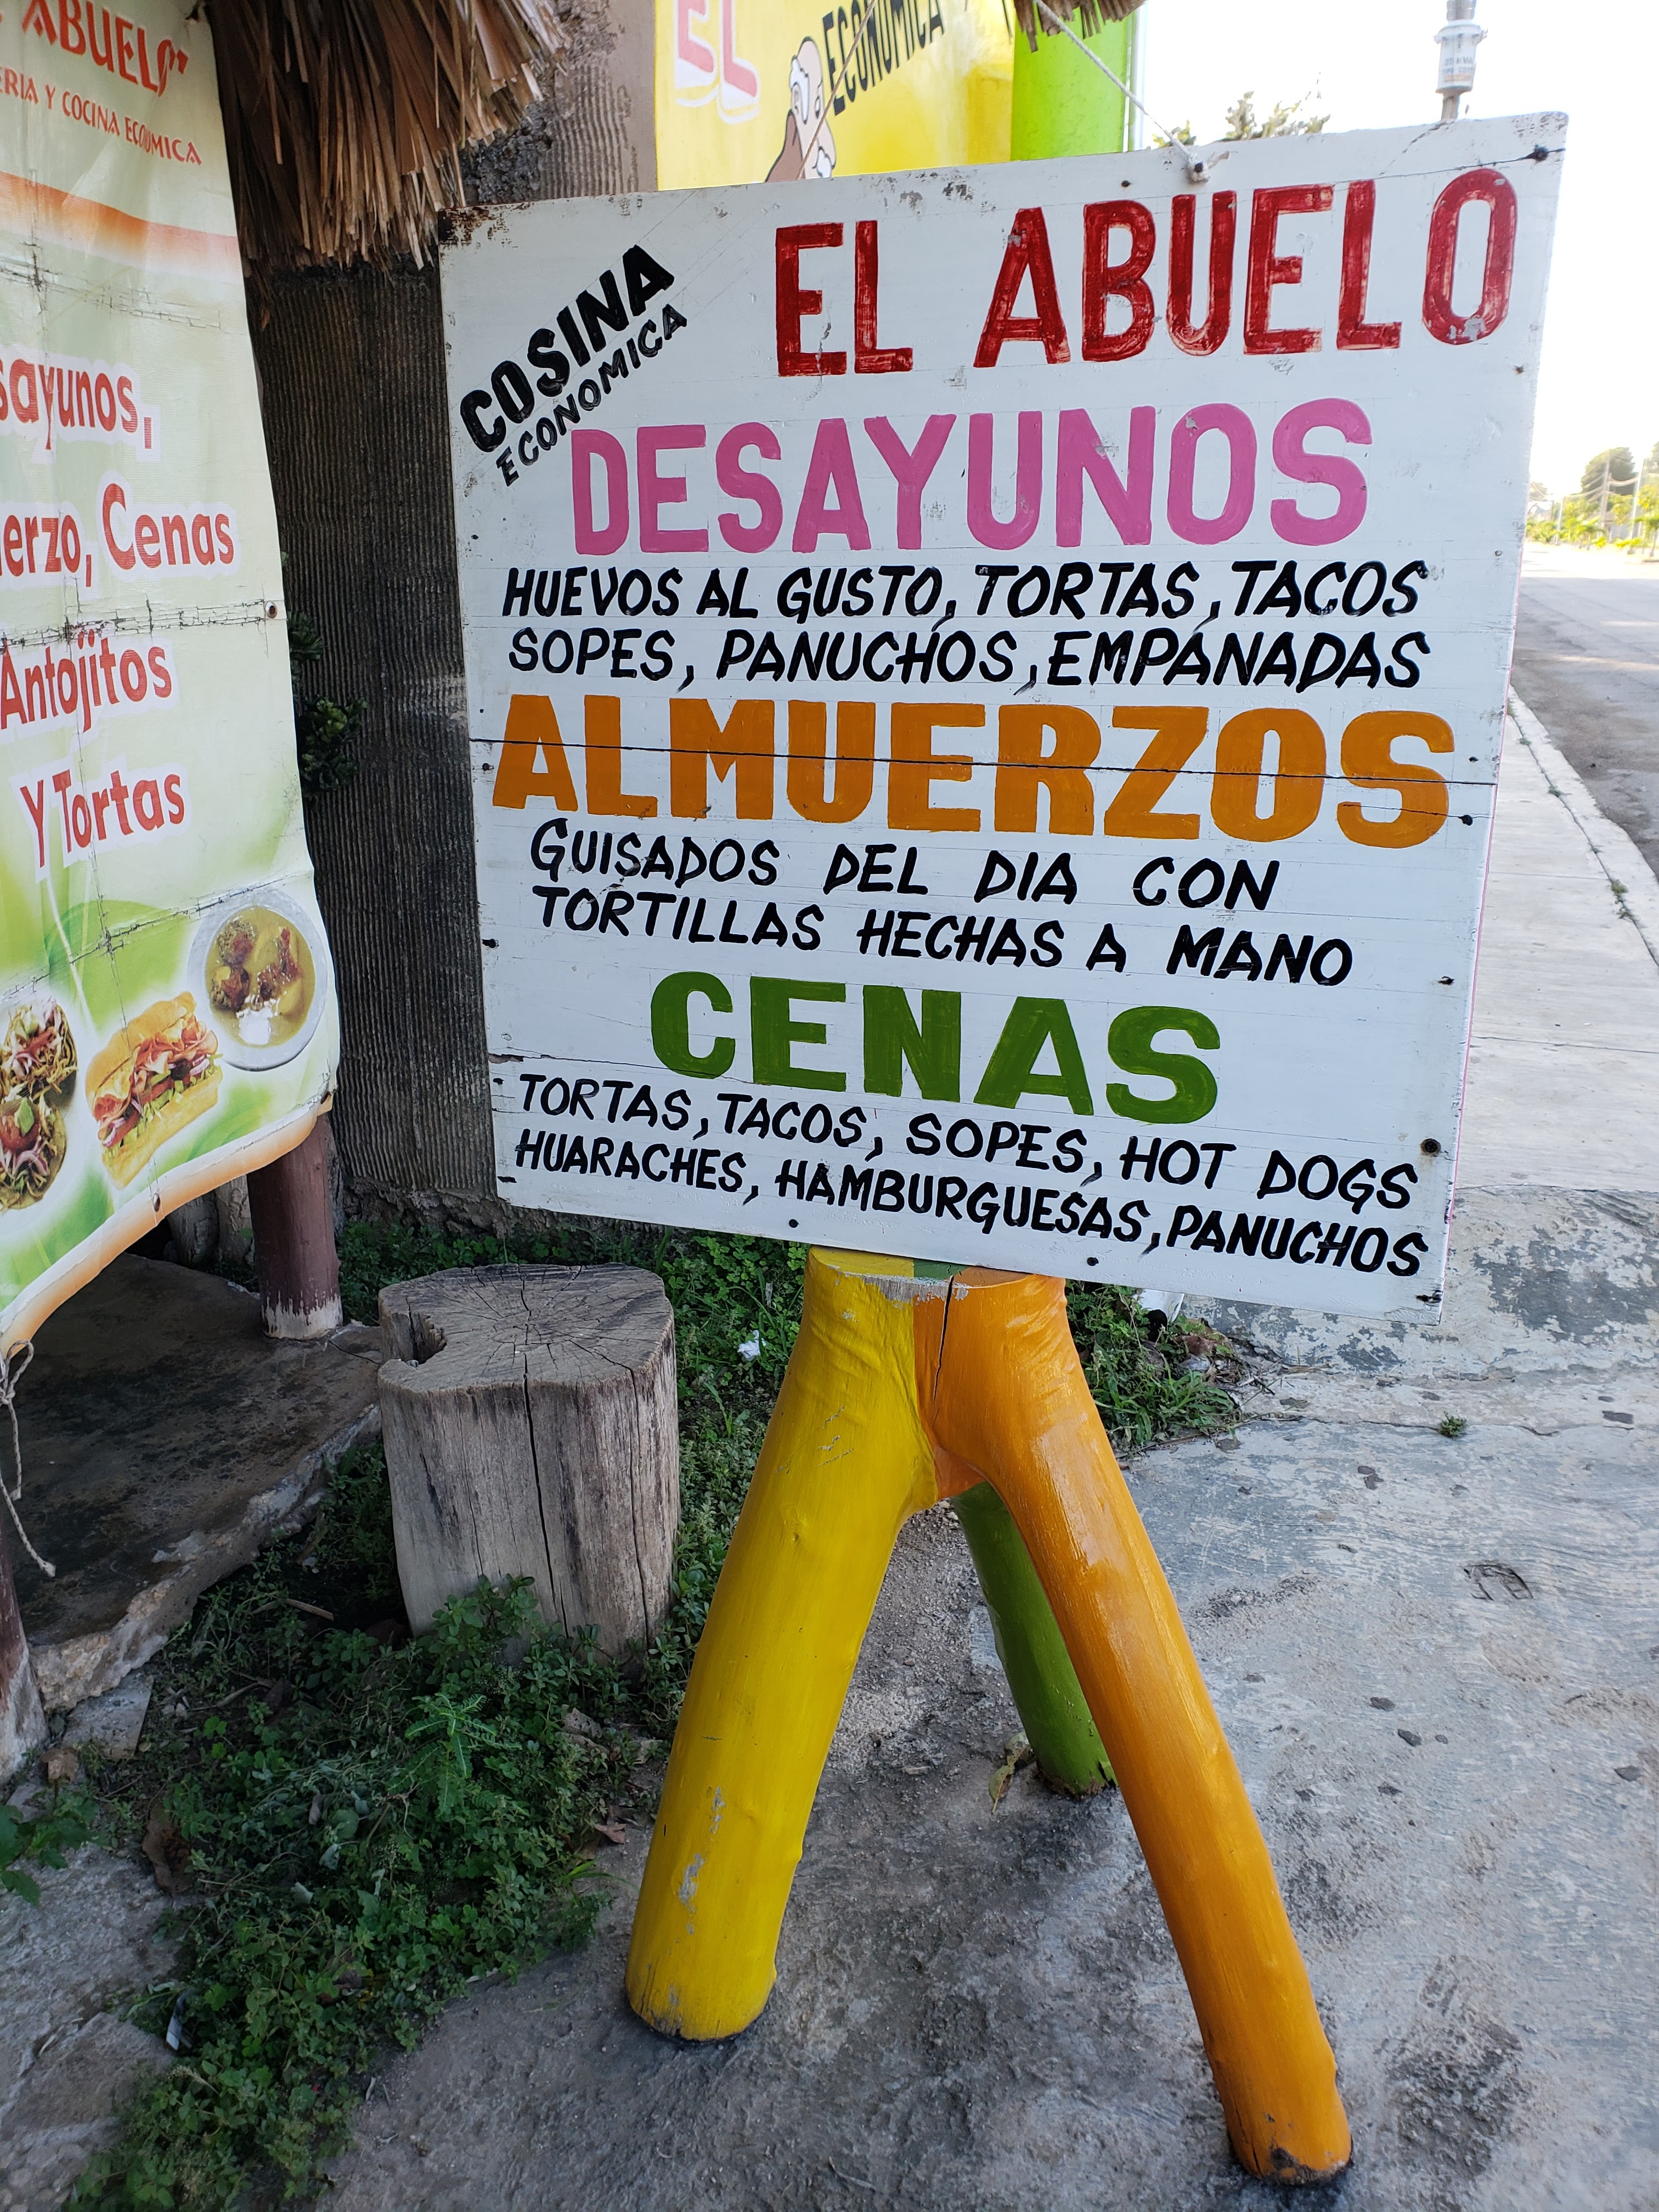 ABUELO"
ERIA Y COCINA ECONOMICA
sayunos,
erzo, Cenas
Antojitos
Y Tortas
EL
ECONOMICA
COSINA
ECONOMICA
EL ABUELO
DESAYUNOS
HUEVOS AL GUSTO, TORTAS, TACOS
SOPES, PANUCHOS, EMPANADAS
ALMUERZOS
GUISADOS DEL DIA CON
TORTILLAS HECHAS A MANO
CENAS
TORTAS, TACOS, SOPES, HOT DOGS
HUARACHES, HAMBURGUESAS, PANUCHOS